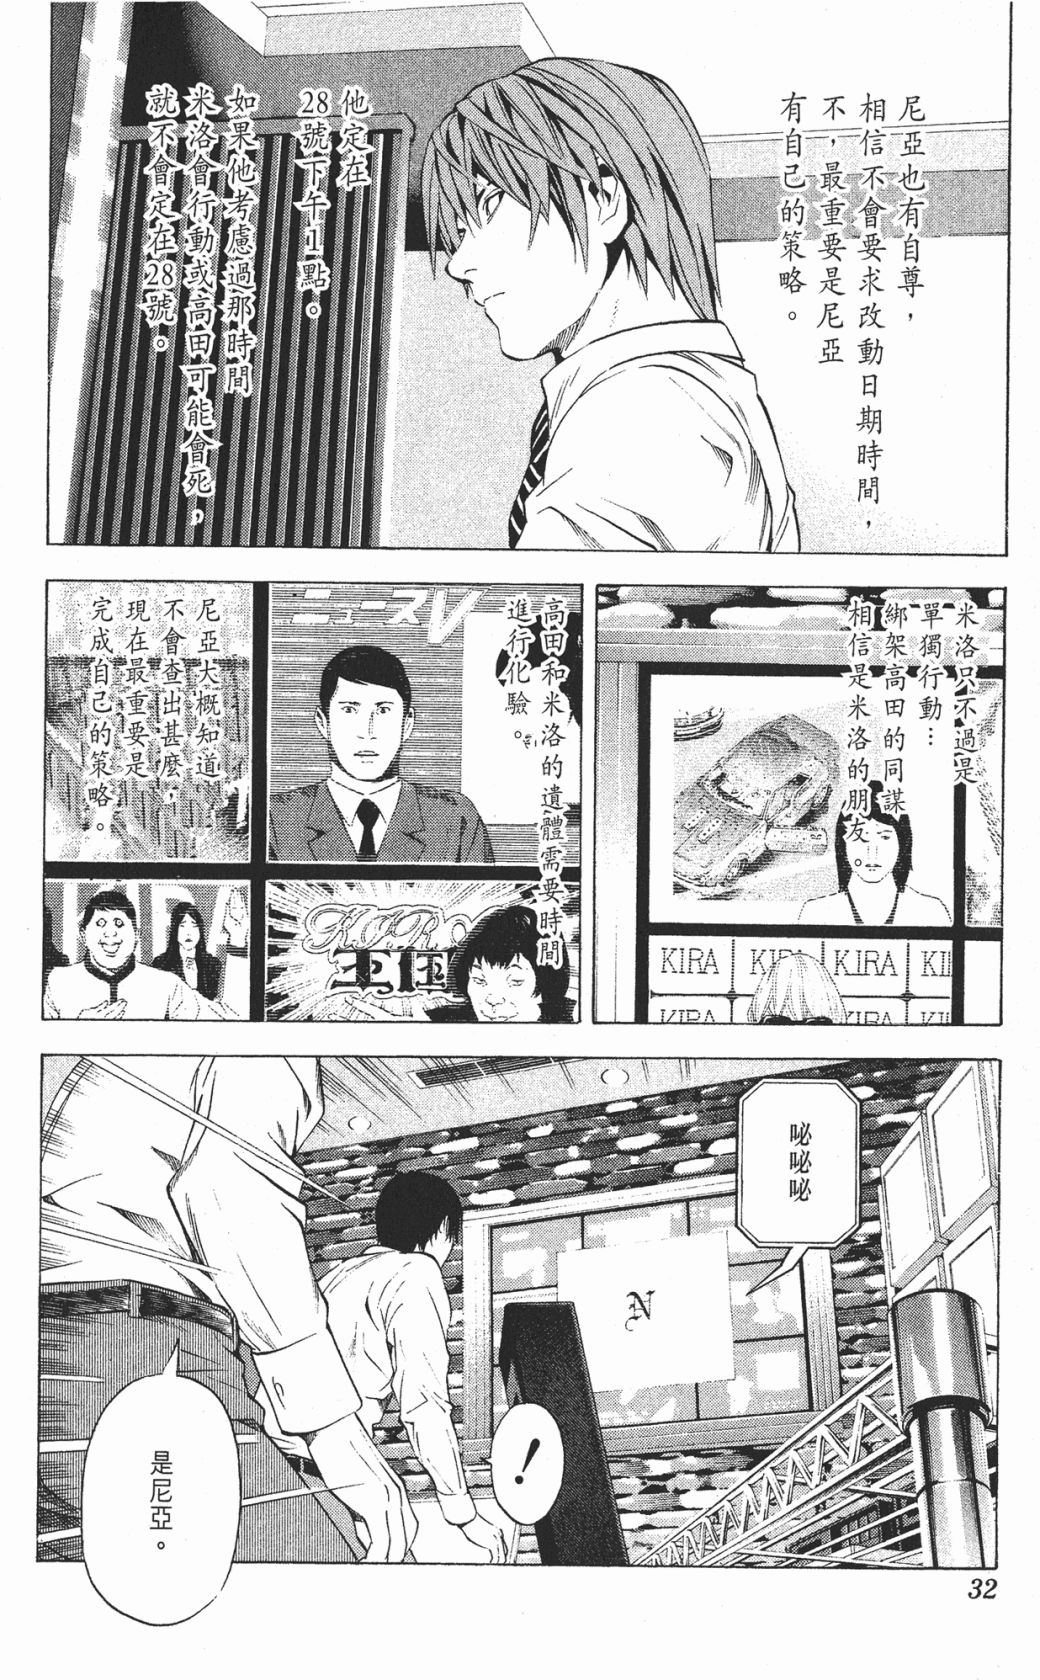 尼亞也有自尊，
相信不會要求改動日期時間，
不，最重要是尼亞
有自己的策略。
他定在
28號下午1點。
如果他考慮過那時間
米洛會行動或高田可能會死，
就不會定在28號。
米洛只不過是
單獨行動…
綁架高田的同謀
相信是米洛的朋友。
KIRA KIRA KIRA
KIRA KIRA KIRA
高田和米洛的遺體需要時間
進行化驗。
ニュースV
尼亞大概知道
不會查出甚麼，
現在最重要是
完成自己的策略。
KIRA
王国
咇咇咇
N
！
是尼亞。
32